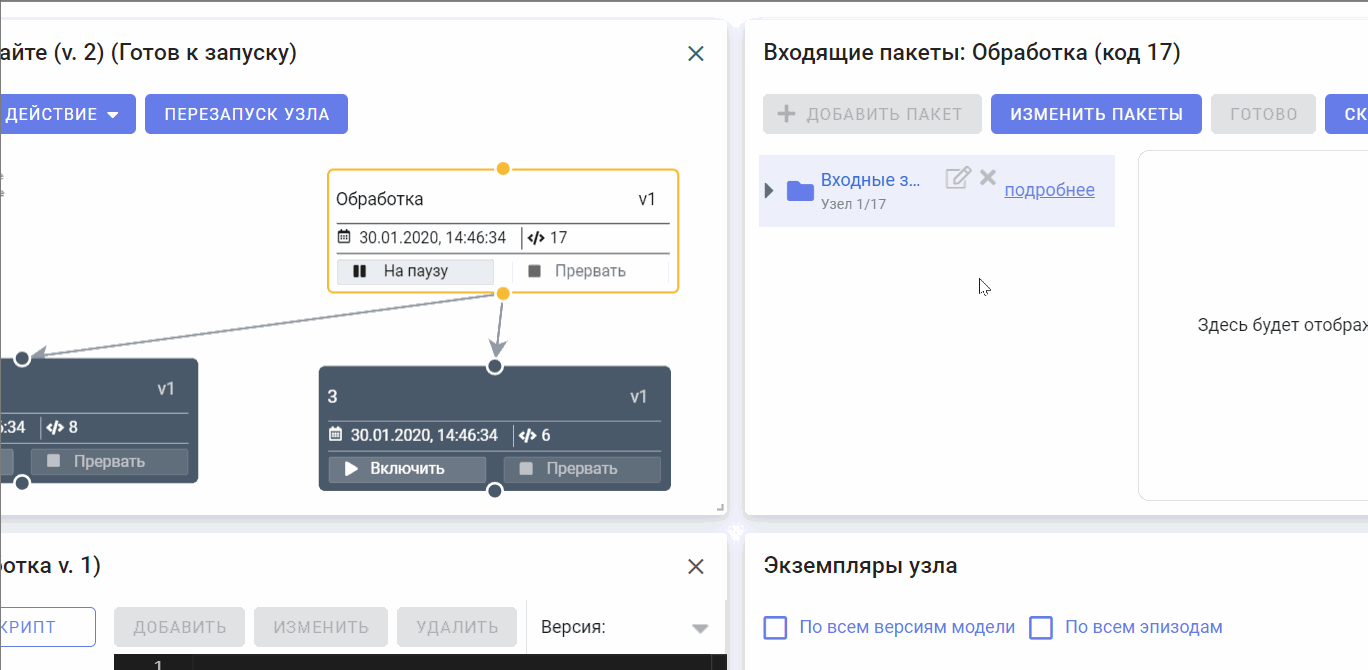 айте (v. 2) (Готов к запуску)
ДЕЙСТВИЕ
ПЕРЕЗАПУСК УЗЛА
Обработка v1
30.01.2020, 14:46:34 17
На паузу Прервать
v1
:34 8
Прервать
3 v1
30.01.2020, 14:46:34 6
Включить Прервать
Входящие пакеты: Обработка (код 17)
ДОБАВИТЬ ПАКЕТ
ИЗМЕНИТЬ ПАКЕТЫ
ГОТОВО
СК
Входные з...
Узел 1/17
подробнее
Здесь будет отображ
отка v. 1)
КРИПТ
ДОБАВИТЬ
ИЗМЕНИТЬ
УДАЛИТЬ
Версия:
1
Экземпляры узла
По всем версиям модели
По всем эпизодам